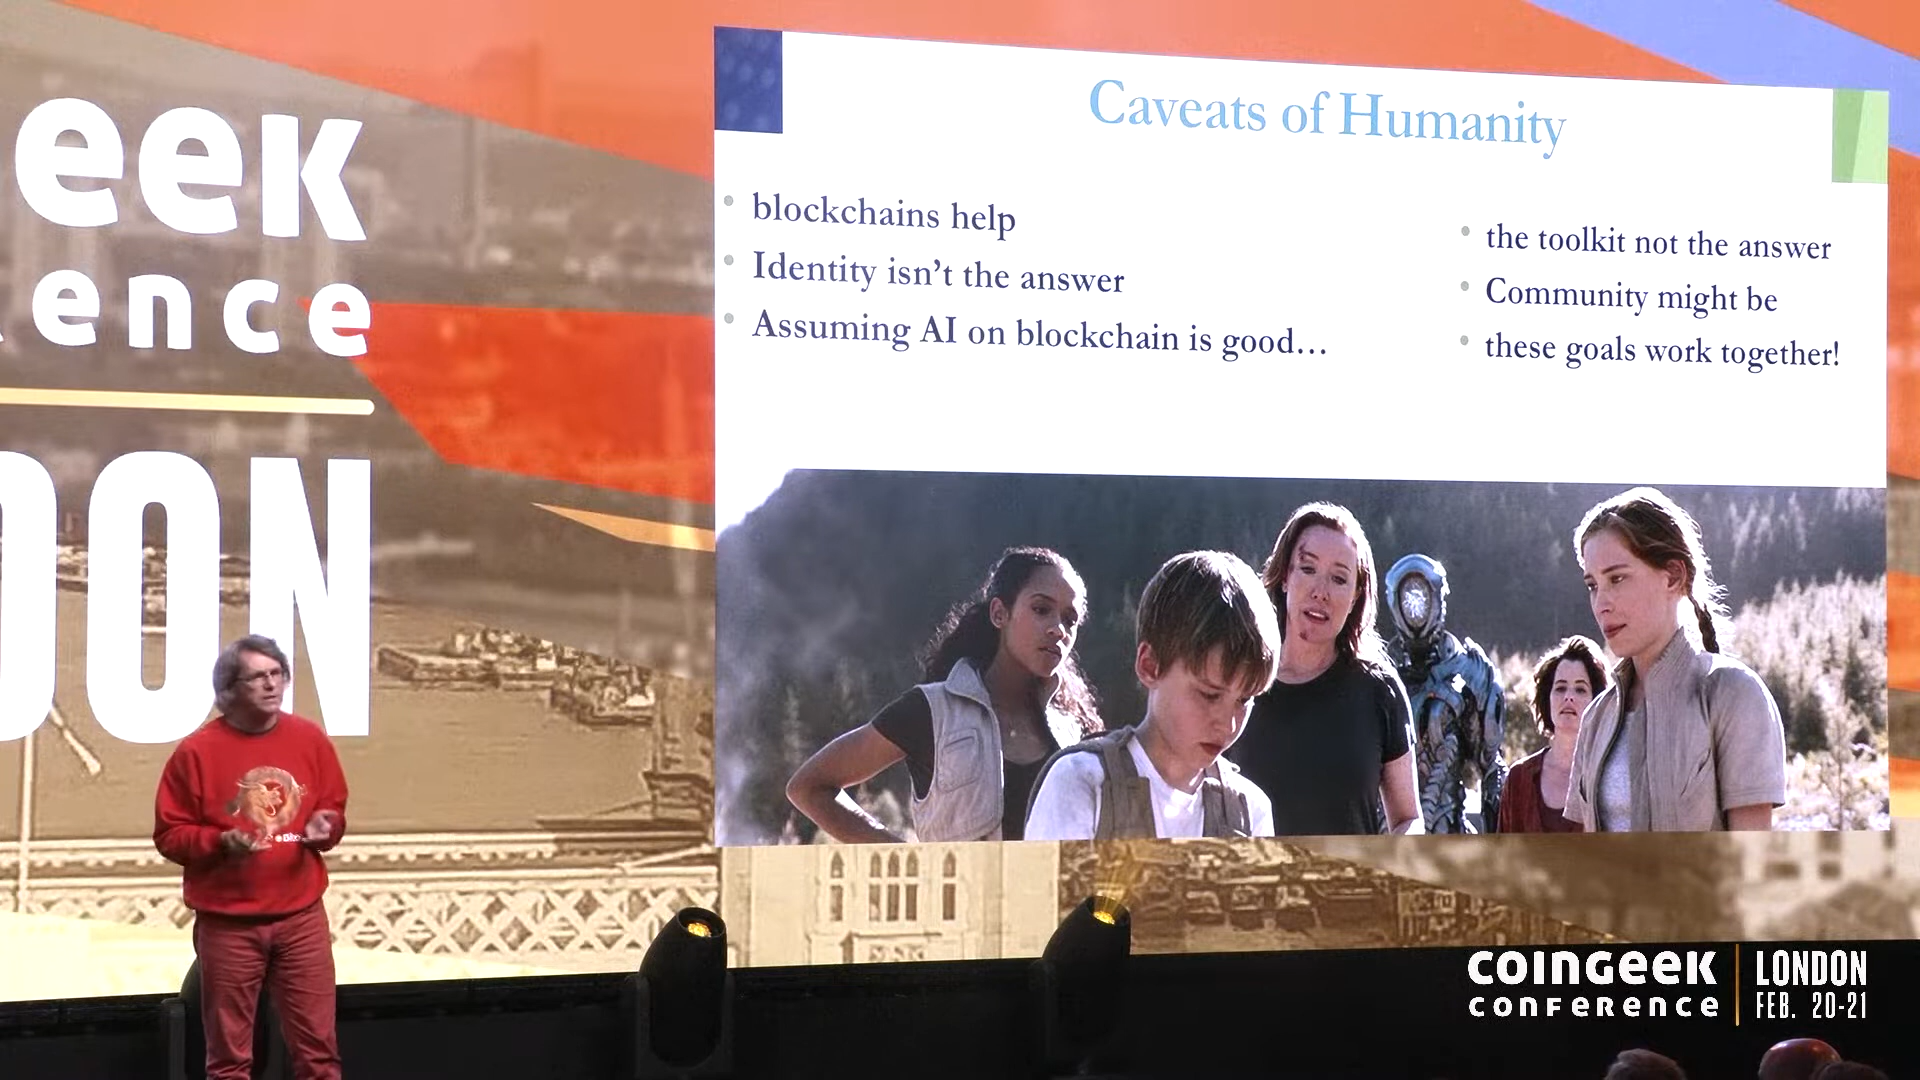 eek
ence
DON
Caveats of Humanity
blockchains help
Identity isn't the answer
Assuming AI on blockchain is good...
the toolkit not the answer
Community might be
these goals work together!
COINGEEK
CONFERENCE
LONDON
FEB. 20-21